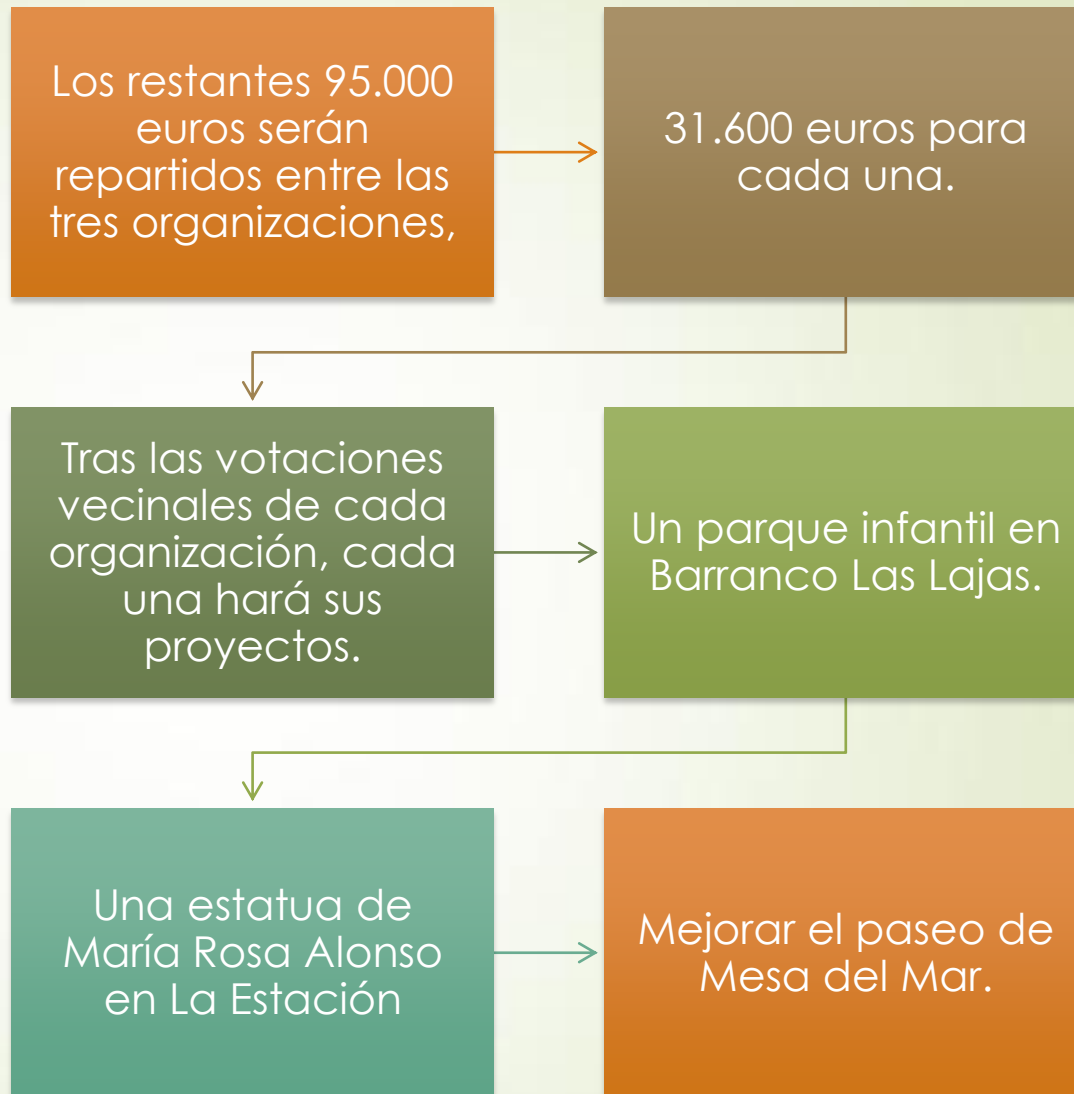 Los restantes 95.000
euros serán
repartidos entre las
tres organizaciones,
31.600 euros para
cada una.
Tras las votaciones
vecinales de cada
organización, cada
una hará sus
proyectos.
Un parque infantil en
Barranco Las Lajas.
Una estatua de
María Rosa Alonso
en La Estación
Mejorar el paseo de
Mesa del Mar.